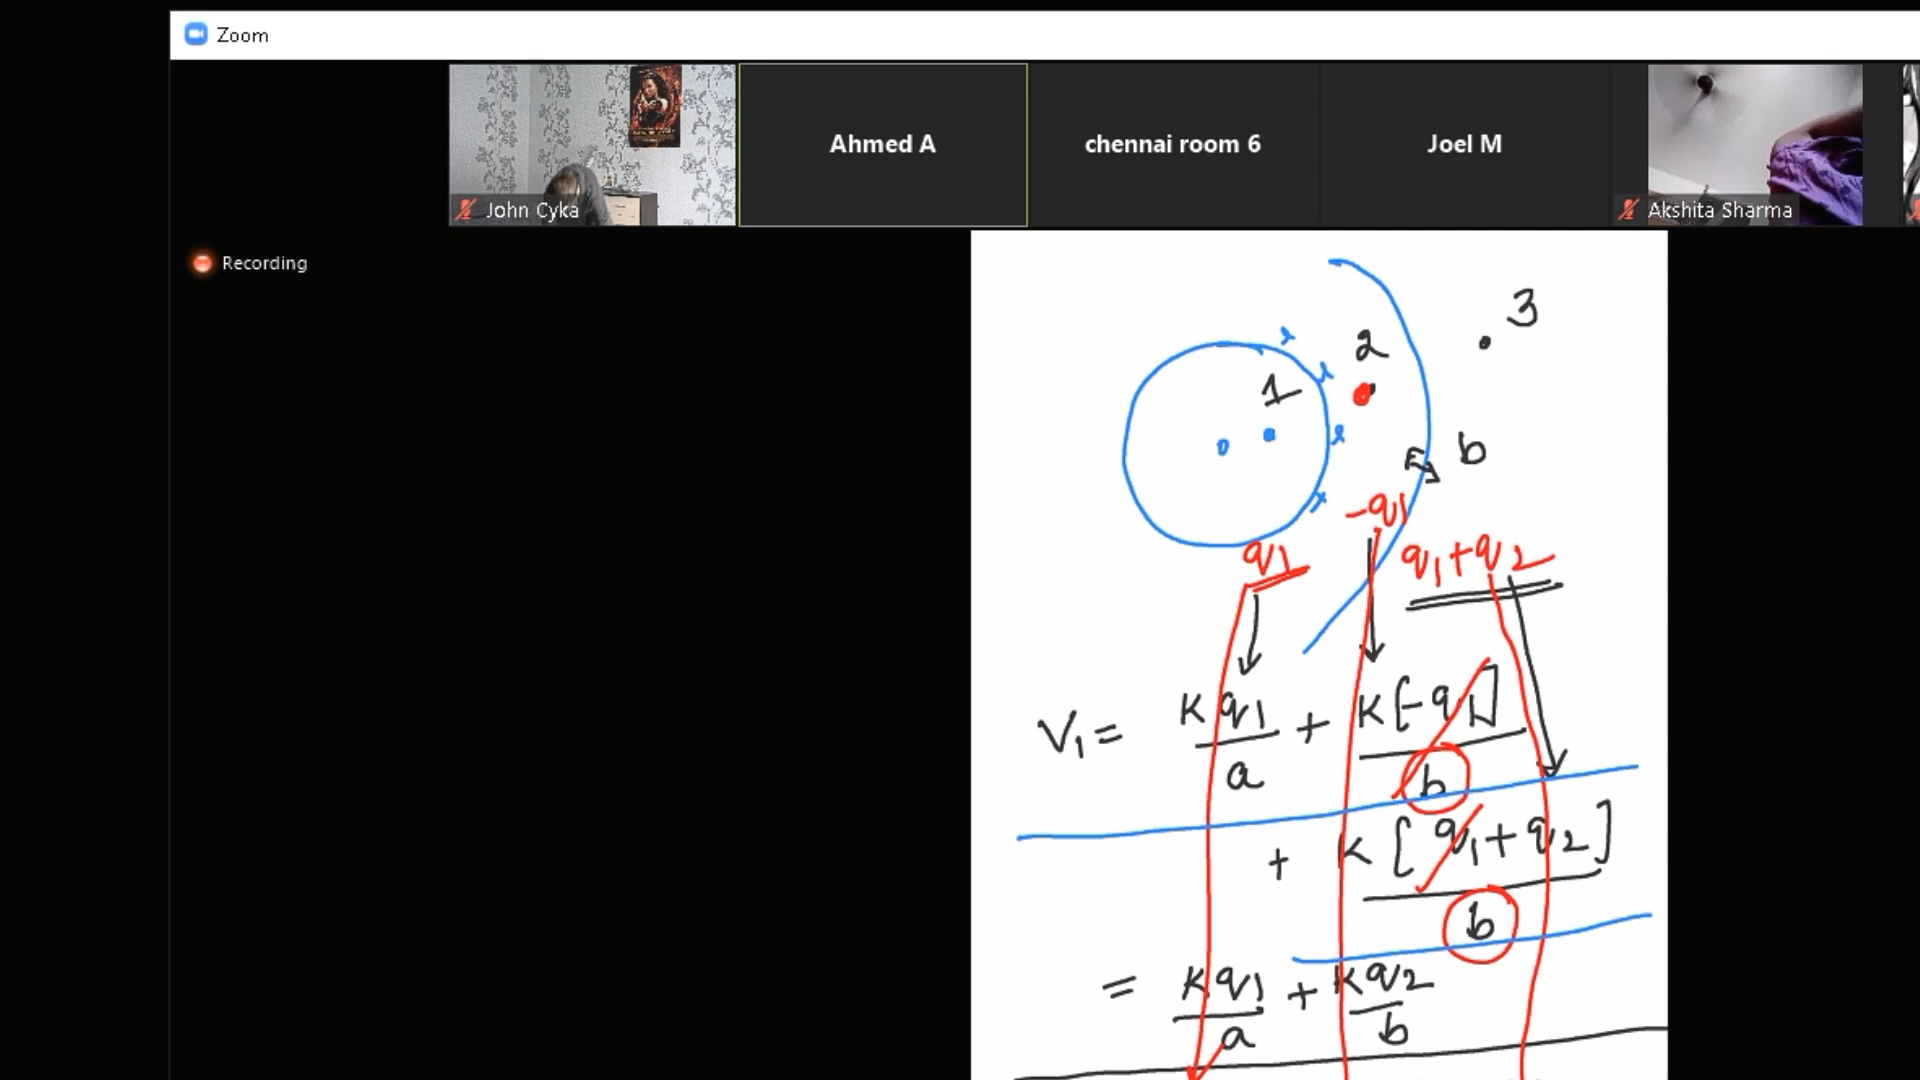 Zoom
Ahmed A
chennai room 6
Joel M
John Cyka
Akshita Sharma
Recording
3
2
1
b
-q1
q1
q1+q2
V1 = Kq1/a + K[-q1]/b
+ K[q1+q2]/b
= Kq1/a + Kq2/b